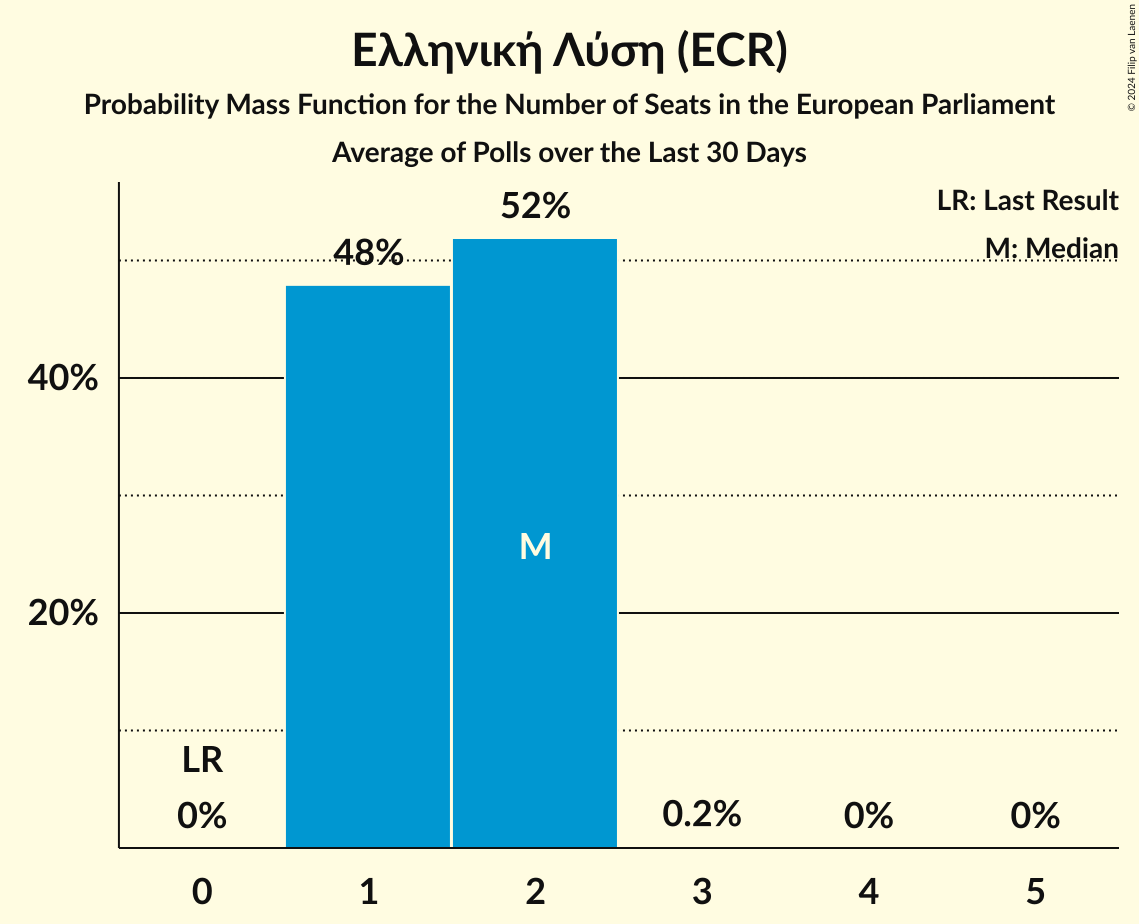 Ελληνική Λύση (ECR)
Probability Mass Function for the Number of Seats in the European Parliament
Average of Polls over the Last 30 Days
© 2024 Filip van Laenen
LR: Last Result
M: Median
52%
48%
40%
M
20%
LR
0%
0.2%
0%
0%
0 1 2 3 4 5